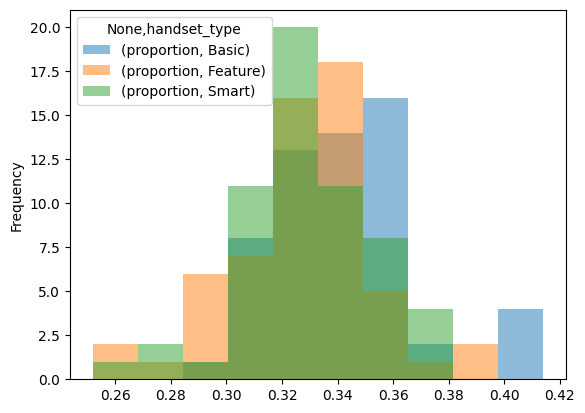 None,handset_type
(proportion, Basic)
(proportion, Feature)
(proportion, Smart)
Frequency
20.0
17.5
15.0
12.5
10.0
7.5
5.0
2.5
0.0
0.26 0.28 0.30 0.32 0.34 0.36 0.38 0.40 0.42